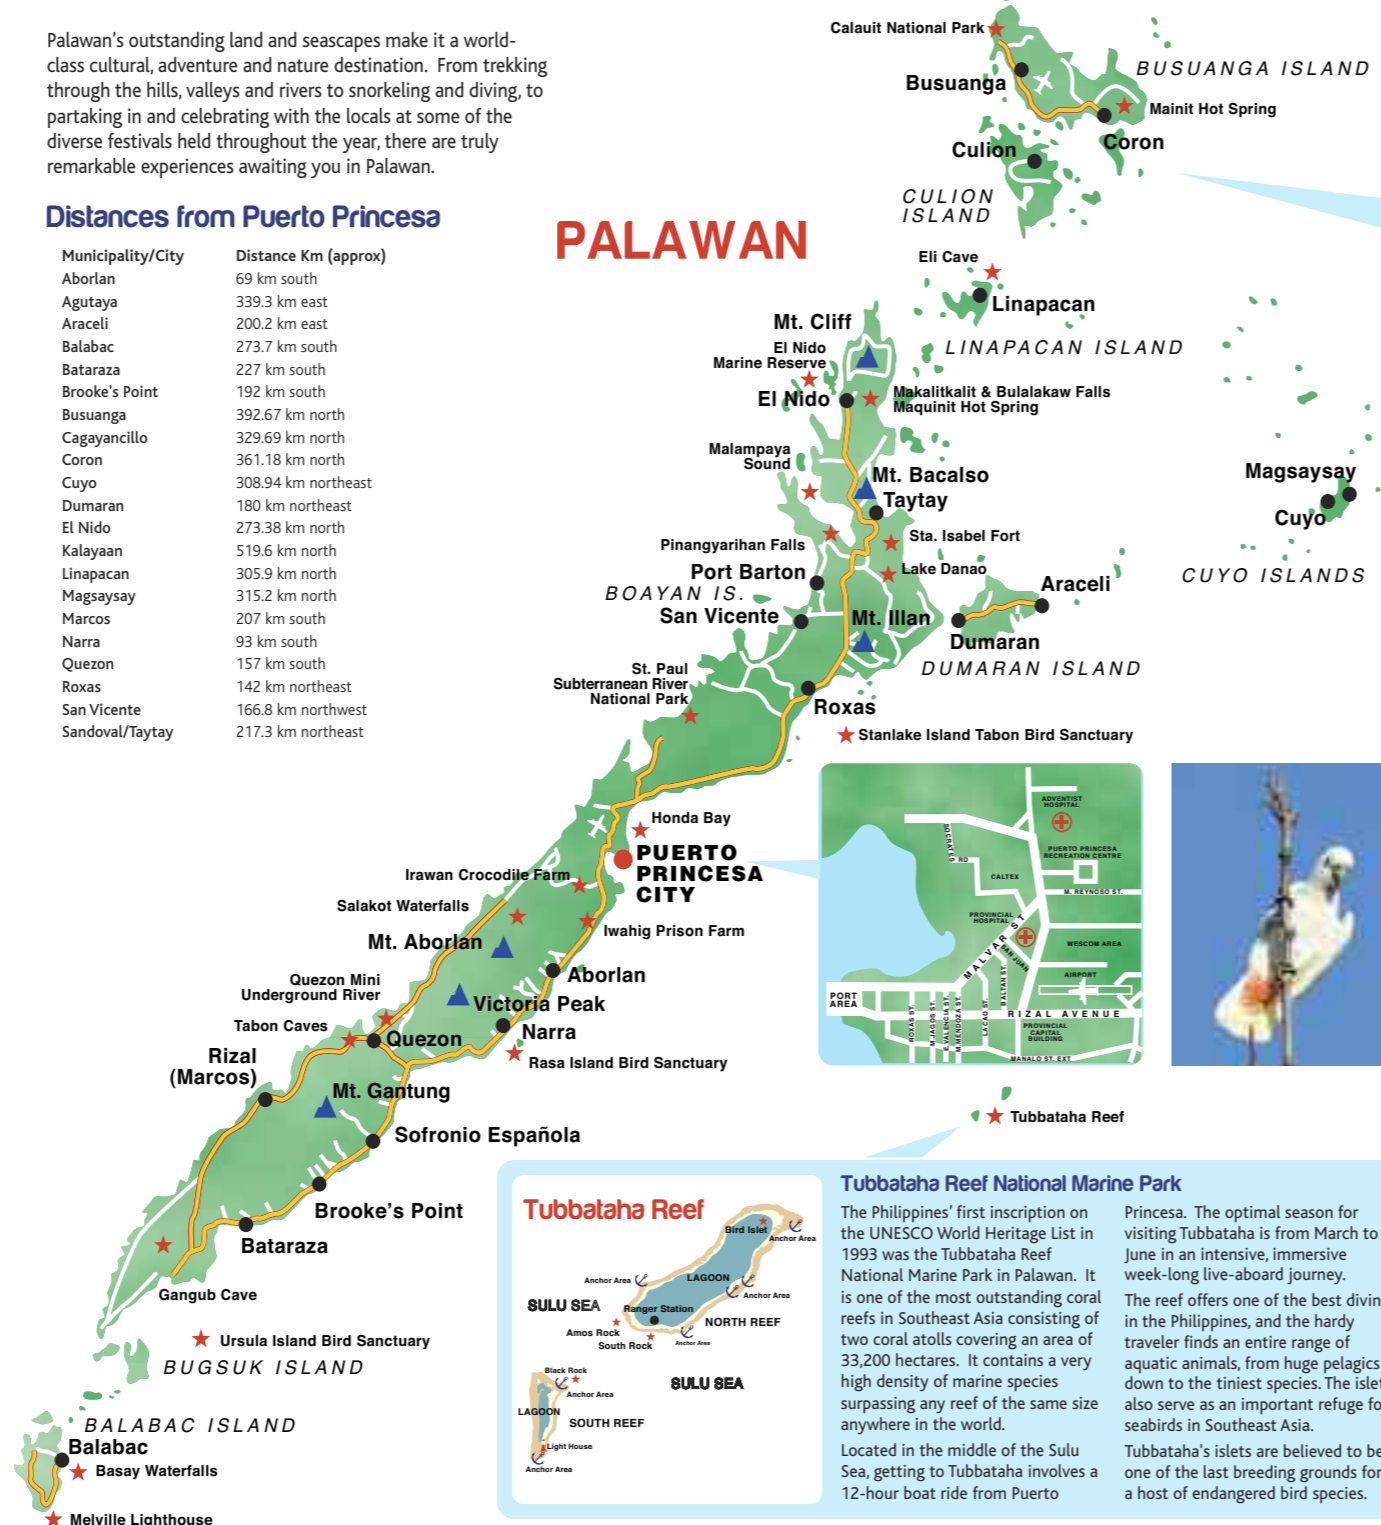 Palawan's outstanding land and seascapes make it a world-
class cultural, adventure and nature destination. From trekking
through the hills, valleys and rivers to snorkeling and diving, to
partaking in and celebrating with the locals at some of the
diverse festivals held throughout the year, there are truly
remarkable experiences awaiting you in Palawan.
Distances from Puerto Princesa
Municipality/City Distance Km (approx)
Aborlan 69 km south
Agutaya 339.3 km east
Araceli 200.2 km east
Balabac 273.7 km south
Bataraza 227 km south
Brooke's Point 192 km south
Busuanga 392.67 km north
Cagayancillo 329.69 km north
Coron 361.18 km north
Cuyo 308.94 km northeast
Dumaran 180 km northeast
El Nido 273.38 km north
Kalayaan 519.6 km north
Linapacan 305.9 km north
Magsaysay 315.2 km north
Marcos 207 km south
Narra 93 km south
Quezon 157 km south
Roxas 142 km northeast
San Vicente 166.8 km northwest
Sandoval/Taytay 217.3 km northeast
PALAWAN
Calauit National Park
Busuanga
BUSUANGA ISLAND
Mainit Hot Spring
Coron
Culion
CULION
ISLAND
Eli Cave
Linapacan
LINAPACAN ISLAND
Mt. Cliff
El Nido
Marine Reserve
El Nido
Makalitkalit & Bulalakaw Falls
Maquinit Hot Spring
Malampaya
Sound
Mt. Bacalso
Taytay
Magsaysay
Cuyo
CUYO ISLANDS
Pinangyarihan Falls
Sta. Isabel Fort
Lake Danao
Port Barton
BOAYAN IS.
San Vicente
Araceli
Mt. Illan
Dumaran
DUMARAN ISLAND
St. Paul
Subterranean River
National Park
Roxas
Stanlake Island Tabon Bird Sanctuary
Honda Bay
PUERTO
PRINCESA
CITY
Irawan Crocodile Farm
Salakot Waterfalls
Iwahig Prison Farm
Mt. Aborlan
Aborlan
Quezon Mini
Underground River
Victoria Peak
Tabon Caves
Narra
Quezon
Rasa Island Bird Sanctuary
Rizal
(Marcos)
Mt. Gantung
Sofronio Española
Brooke's Point
Bataraza
Gangub Cave
Ursula Island Bird Sanctuary
BUGSUK ISLAND
BALABAC ISLAND
Balabac
Basay Waterfalls
Melville Lighthouse
ADVENTIST
HOSPITAL
SOCRATES RD
PUERTO PRINCESA
RECREATION CENTRE
CALTEX
M. REYNOSO ST.
PROVINCIAL
HOSPITAL
MALVAR ST
SAN JUAN
WESCOM AREA
BALTAN ST.
AIRPORT
PORT
AREA
RIZAL AVENUE
ROXAS ST.
M. JAGOS ST.
E. VALENCIA ST.
M. MENDOZA ST.
LACAO ST.
PROVINCIAL
CAPITAL
BUILDING
MANALO ST. EXT
Tubbataha Reef
Tubbataha Reef
Bird Islet
Anchor Area
Anchor Area
LAGOON
Anchor Area
SULU SEA
Ranger Station
NORTH REEF
Amos Rock
South Rock
Anchor Area
Black Rock
SULU SEA
Anchor Area
LAGOON
SOUTH REEF
Light House
Anchor Area
Tubbataha Reef National Marine Park
The Philippines' first inscription on
the UNESCO World Heritage List in
1993 was the Tubbataha Reef
National Marine Park in Palawan. It
is one of the most outstanding coral
reefs in Southeast Asia consisting of
two coral atolls covering an area of
33,200 hectares. It contains a very
high density of marine species
surpassing any reef of the same size
anywhere in the world.
Located in the middle of the Sulu
Sea, getting to Tubbataha involves a
12-hour boat ride from Puerto
Princesa. The optimal season for
visiting Tubbataha is from March to
June in an intensive, immersive
week-long live-aboard journey.
The reef offers one of the best divin
in the Philippines, and the hardy
traveler finds an entire range of
aquatic animals, from huge pelagics
down to the tiniest species. The islet
also serve as an important refuge fo
seabirds in Southeast Asia.
Tubbataha's islets are believed to be
one of the last breeding grounds for
a host of endangered bird species.